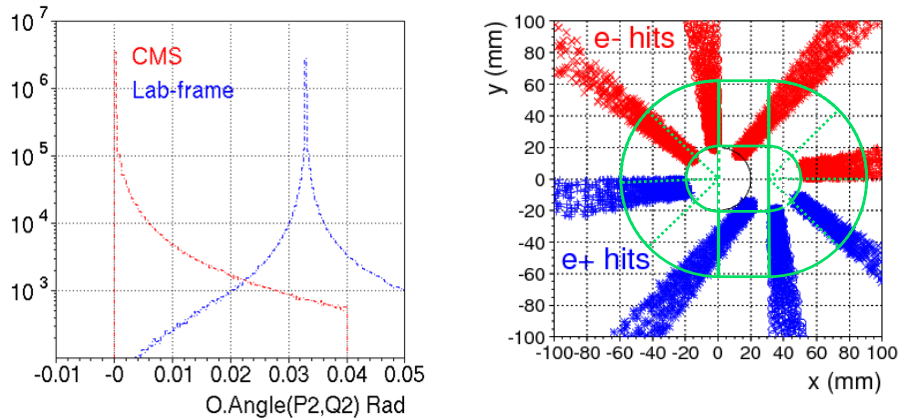 10^7
10^6
10^5
10^4
10^3
CMS
Lab-frame
-0.01 -0 0.01 0.02 0.03 0.04 0.05
O.Angle(P2,Q2) Rad
y (mm)
100
80
60
40
20
0
-20
-40
-60
-80
-100
e- hits
e+ hits
-100 -80 -60 -40 -20 0 20 40 60 80 100
x (mm)